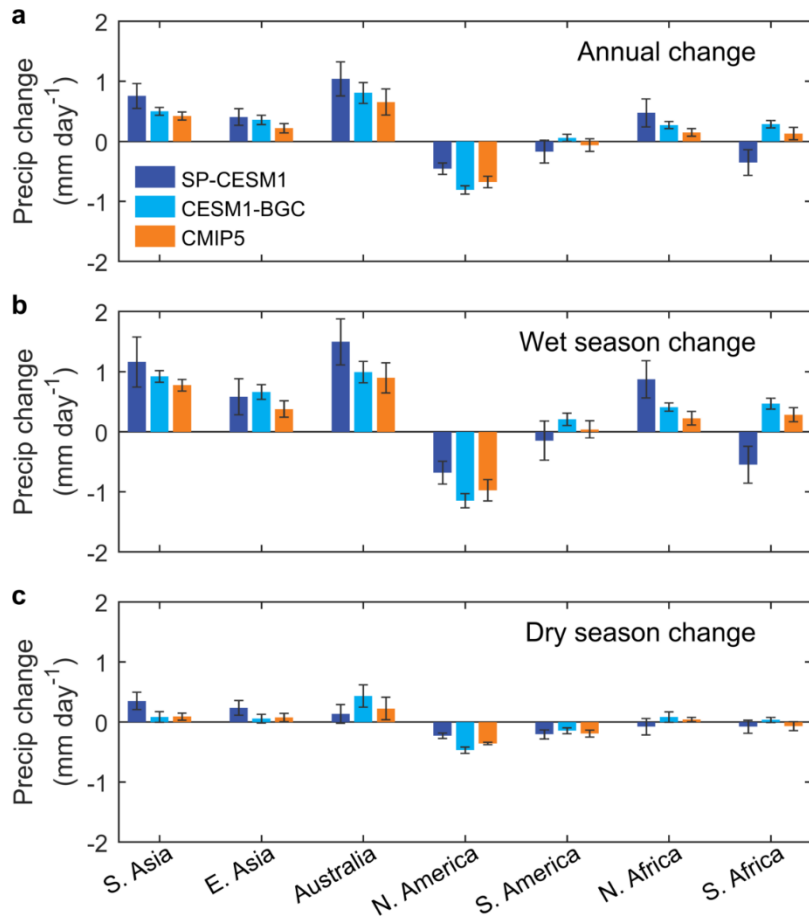 a
Annual change
Precip change
(mm day-1)
2
1
0
-1
-2
SP-CESM1
CESM1-BGC
CMIP5
b
Wet season change
Precip change
(mm day-1)
2
1
0
-1
-2
c
Dry season change
Precip change
(mm day-1)
2
1
0
-1
-2
S. Asia
E. Asia
Australia
N. America
S. America
N. Africa
S. Africa